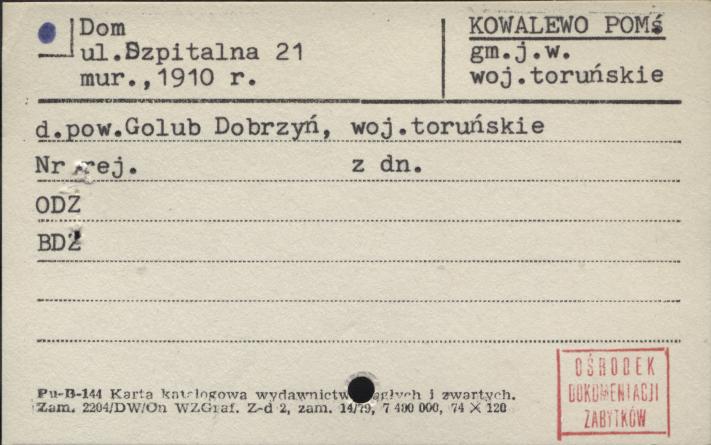 Dom
ul.Szpitalna 21
mur.,1910 r.
KOWALEWO POMś
gm.j.w.
woj.toruńskie
d.pow.Golub Dobrzyń, woj.toruńskie
Nr rej. z dn.
ODZ
BDZ
Pu-B-144 Karta katalogowa wydawnictw ciągłych i zwartych.
Zam. 2204/DW/On WZGraf. Z-d 2, zam. 14/79, 7 400 000, 74 × 120
OŚRODEK
DOKUMENTACJI
ZABYTKÓW